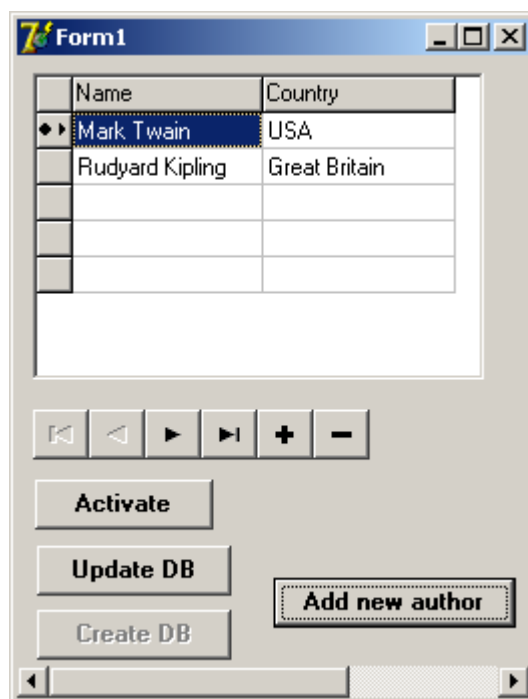 Form1
Name Country
Mark Twain USA
Rudyard Kipling Great Britain
Activate
Update DB
Add new author
Create DB